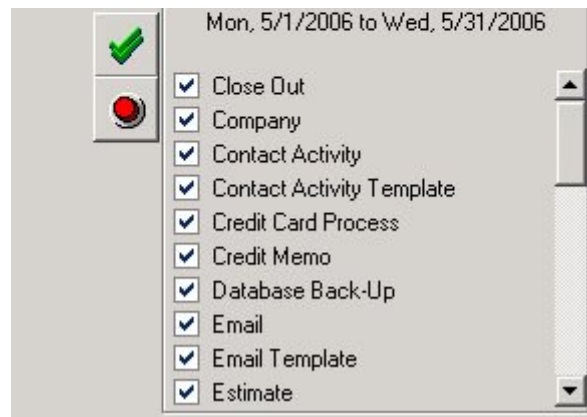 Mon, 5/1/2006 to Wed, 5/31/2006
Close Out
Company
Contact Activity
Contact Activity Template
Credit Card Process
Credit Memo
Database Back-Up
Email
Email Template
Estimate